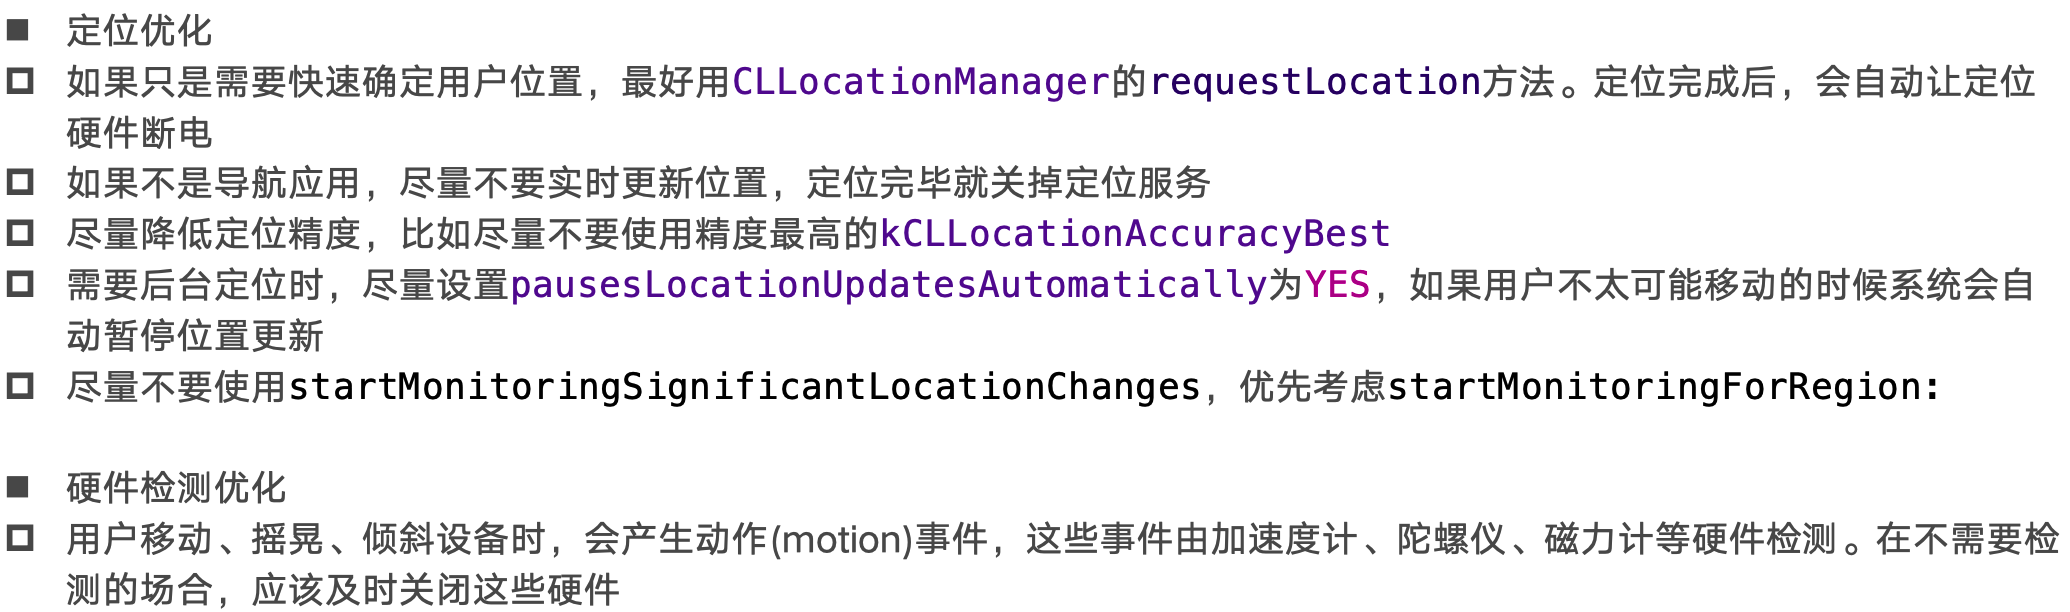 ■ 定位优化
□ 如果只是需要快速确定用户位置，最好用CLLocationManager的requestLocation方法。定位完成后，会自动让定位
硬件断电
□ 如果不是导航应用，尽量不要实时更新位置，定位完毕就关掉定位服务
□ 尽量降低定位精度，比如尽量不要使用精度最高的kCLLocationAccuracyBest
□ 需要后台定位时，尽量设置pausesLocationUpdatesAutomatically为YES，如果用户不太可能移动的时候系统会自
动暂停位置更新
□ 尽量不要使用startMonitoringSignificantLocationChanges，优先考虑startMonitoringForRegion:
■ 硬件检测优化
□ 用户移动、摇晃、倾斜设备时，会产生动作(motion)事件，这些事件由加速度计、陀螺仪、磁力计等硬件检测。在不需要检
测的场合，应该及时关闭这些硬件